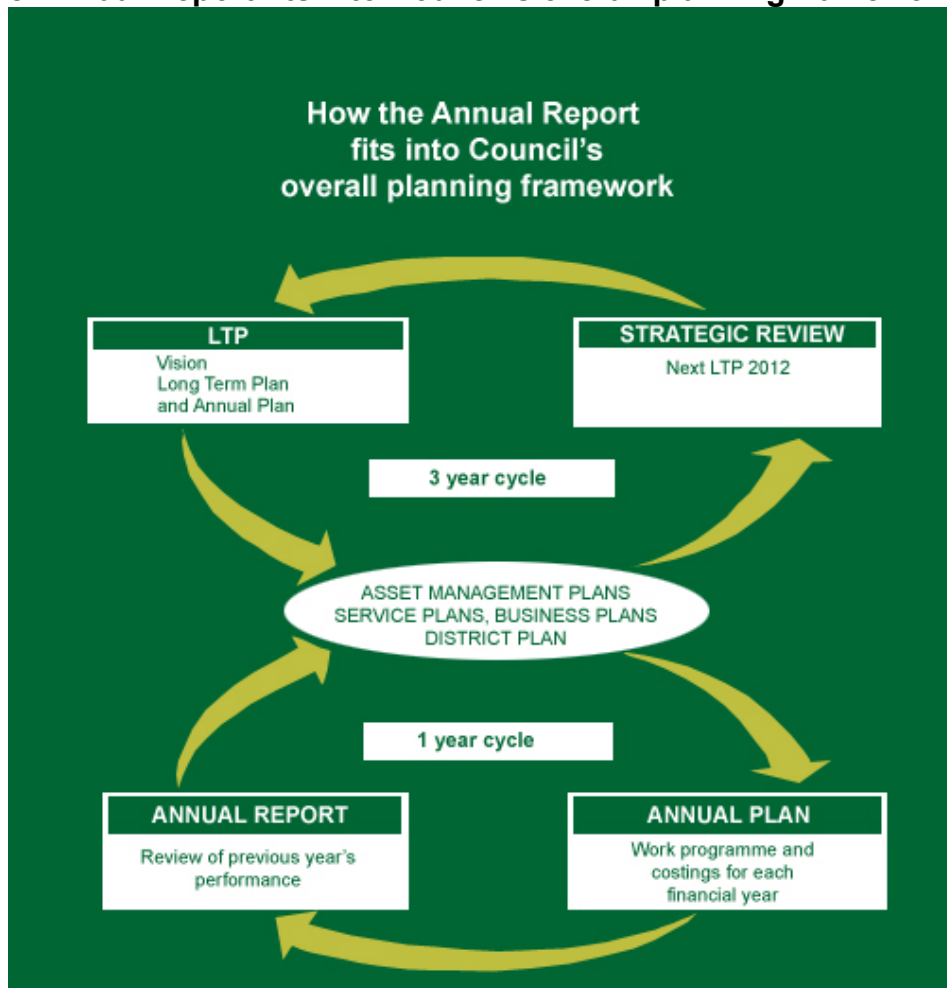 How the Annual Report
fits into Council's
overall planning framework
LTP
Vision
Long Term Plan
and Annual Plan
STRATEGIC REVIEW
Next LTP 2012
3 year cycle
ASSET MANAGEMENT PLANS
SERVICE PLANS, BUSINESS PLANS
DISTRICT PLAN
1 year cycle
ANNUAL REPORT
Review of previous year's
performance
ANNUAL PLAN
Work programme and
costings for each
financial year